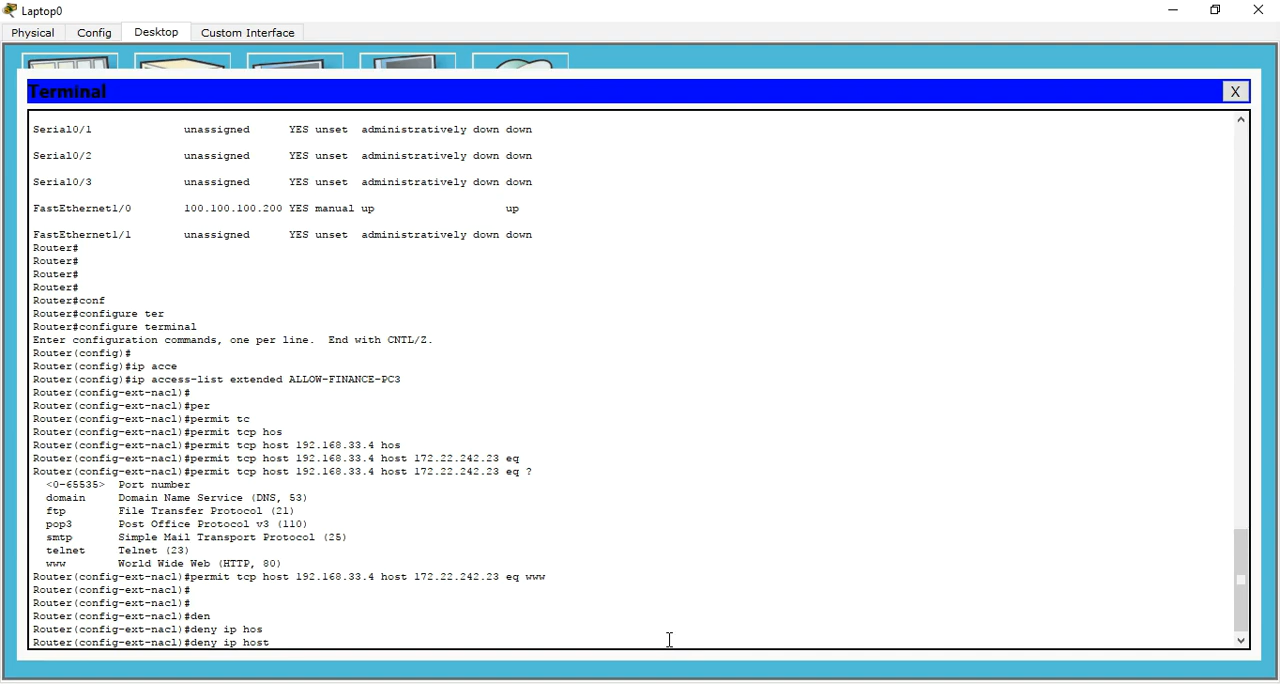 Laptop0
Physical Config Desktop Custom Interface
Terminal X
Serial0/1 unassigned YES unset administratively down down
Serial0/2 unassigned YES unset administratively down down
Serial0/3 unassigned YES unset administratively down down
FastEthernet1/0 100.100.100.200 YES manual up up
FastEthernet1/1 unassigned YES unset administratively down down
Router#
Router#
Router#
Router#
Router#conf
Router#configure ter
Router#configure terminal
Enter configuration commands, one per line. End with CNTL/Z.
Router(config)#
Router(config)#ip acce
Router(config)#ip access-list extended ALLOW-FINANCE-PC3
Router(config-ext-nacl)#
Router(config-ext-nacl)#per
Router(config-ext-nacl)#permit tc
Router(config-ext-nacl)#permit tcp hos
Router(config-ext-nacl)#permit tcp host 192.168.33.4 hos
Router(config-ext-nacl)#permit tcp host 192.168.33.4 host 172.22.242.23 eq
Router(config-ext-nacl)#permit tcp host 192.168.33.4 host 172.22.242.23 eq ?
<0-65535> Port number
domain Domain Name Service (DNS, 53)
ftp File Transfer Protocol (21)
pop3 Post Office Protocol v3 (110)
smtp Simple Mail Transport Protocol (25)
telnet Telnet (23)
www World Wide Web (HTTP, 80)
Router(config-ext-nacl)#permit tcp host 192.168.33.4 host 172.22.242.23 eq www
Router(config-ext-nacl)#
Router(config-ext-nacl)#
Router(config-ext-nacl)#den
Router(config-ext-nacl)#deny ip hos
Router(config-ext-nacl)#deny ip host